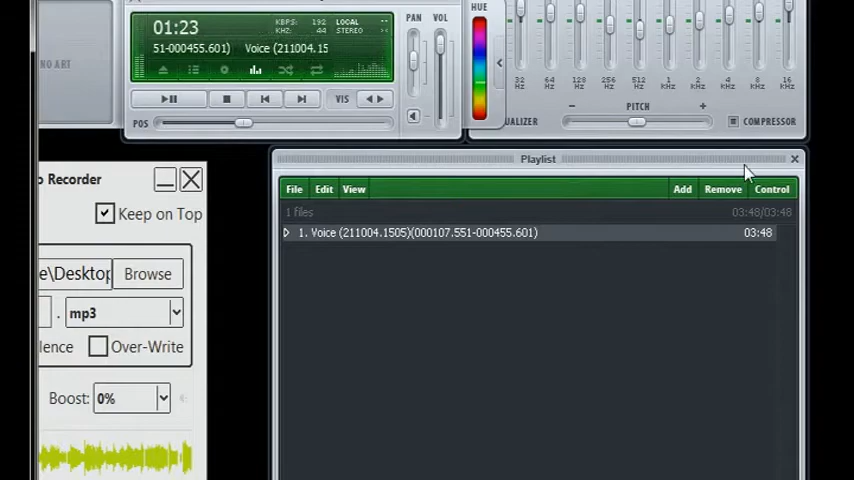 NO ART
01:23
KBPS: 192
KHZ: 44
LOCAL
STEREO
51-000455.601) Voice (211004.15
PAN
VOL
HUE
VIS
POS
32
64
128
256
512
1
2
4
8
16
HZ HZ HZ HZ HZ KHZ KHZ KHZ KHZ KHZ
PITCH
UALIZER
COMPRESSOR
Playlist
File Edit View Add Remove Control
1 files 03:48/03:48
1. Voice (211004.1505)(000107.551-000455.601) 03:48
o Recorder
Keep on Top
e\Desktop Browse
. mp3
lence Over-Write
Boost: 0%